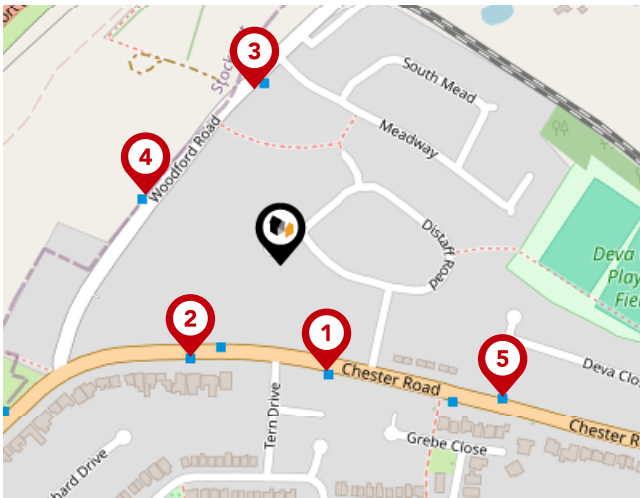 Stock
3
South Mead
Meadway
4
Woodford Road
Distaff Road
Deva
Play
Fiel
2
1
Chester Road
5
Deva Clo
Chester R
Tern Drive
Grebe Close
hard Drive